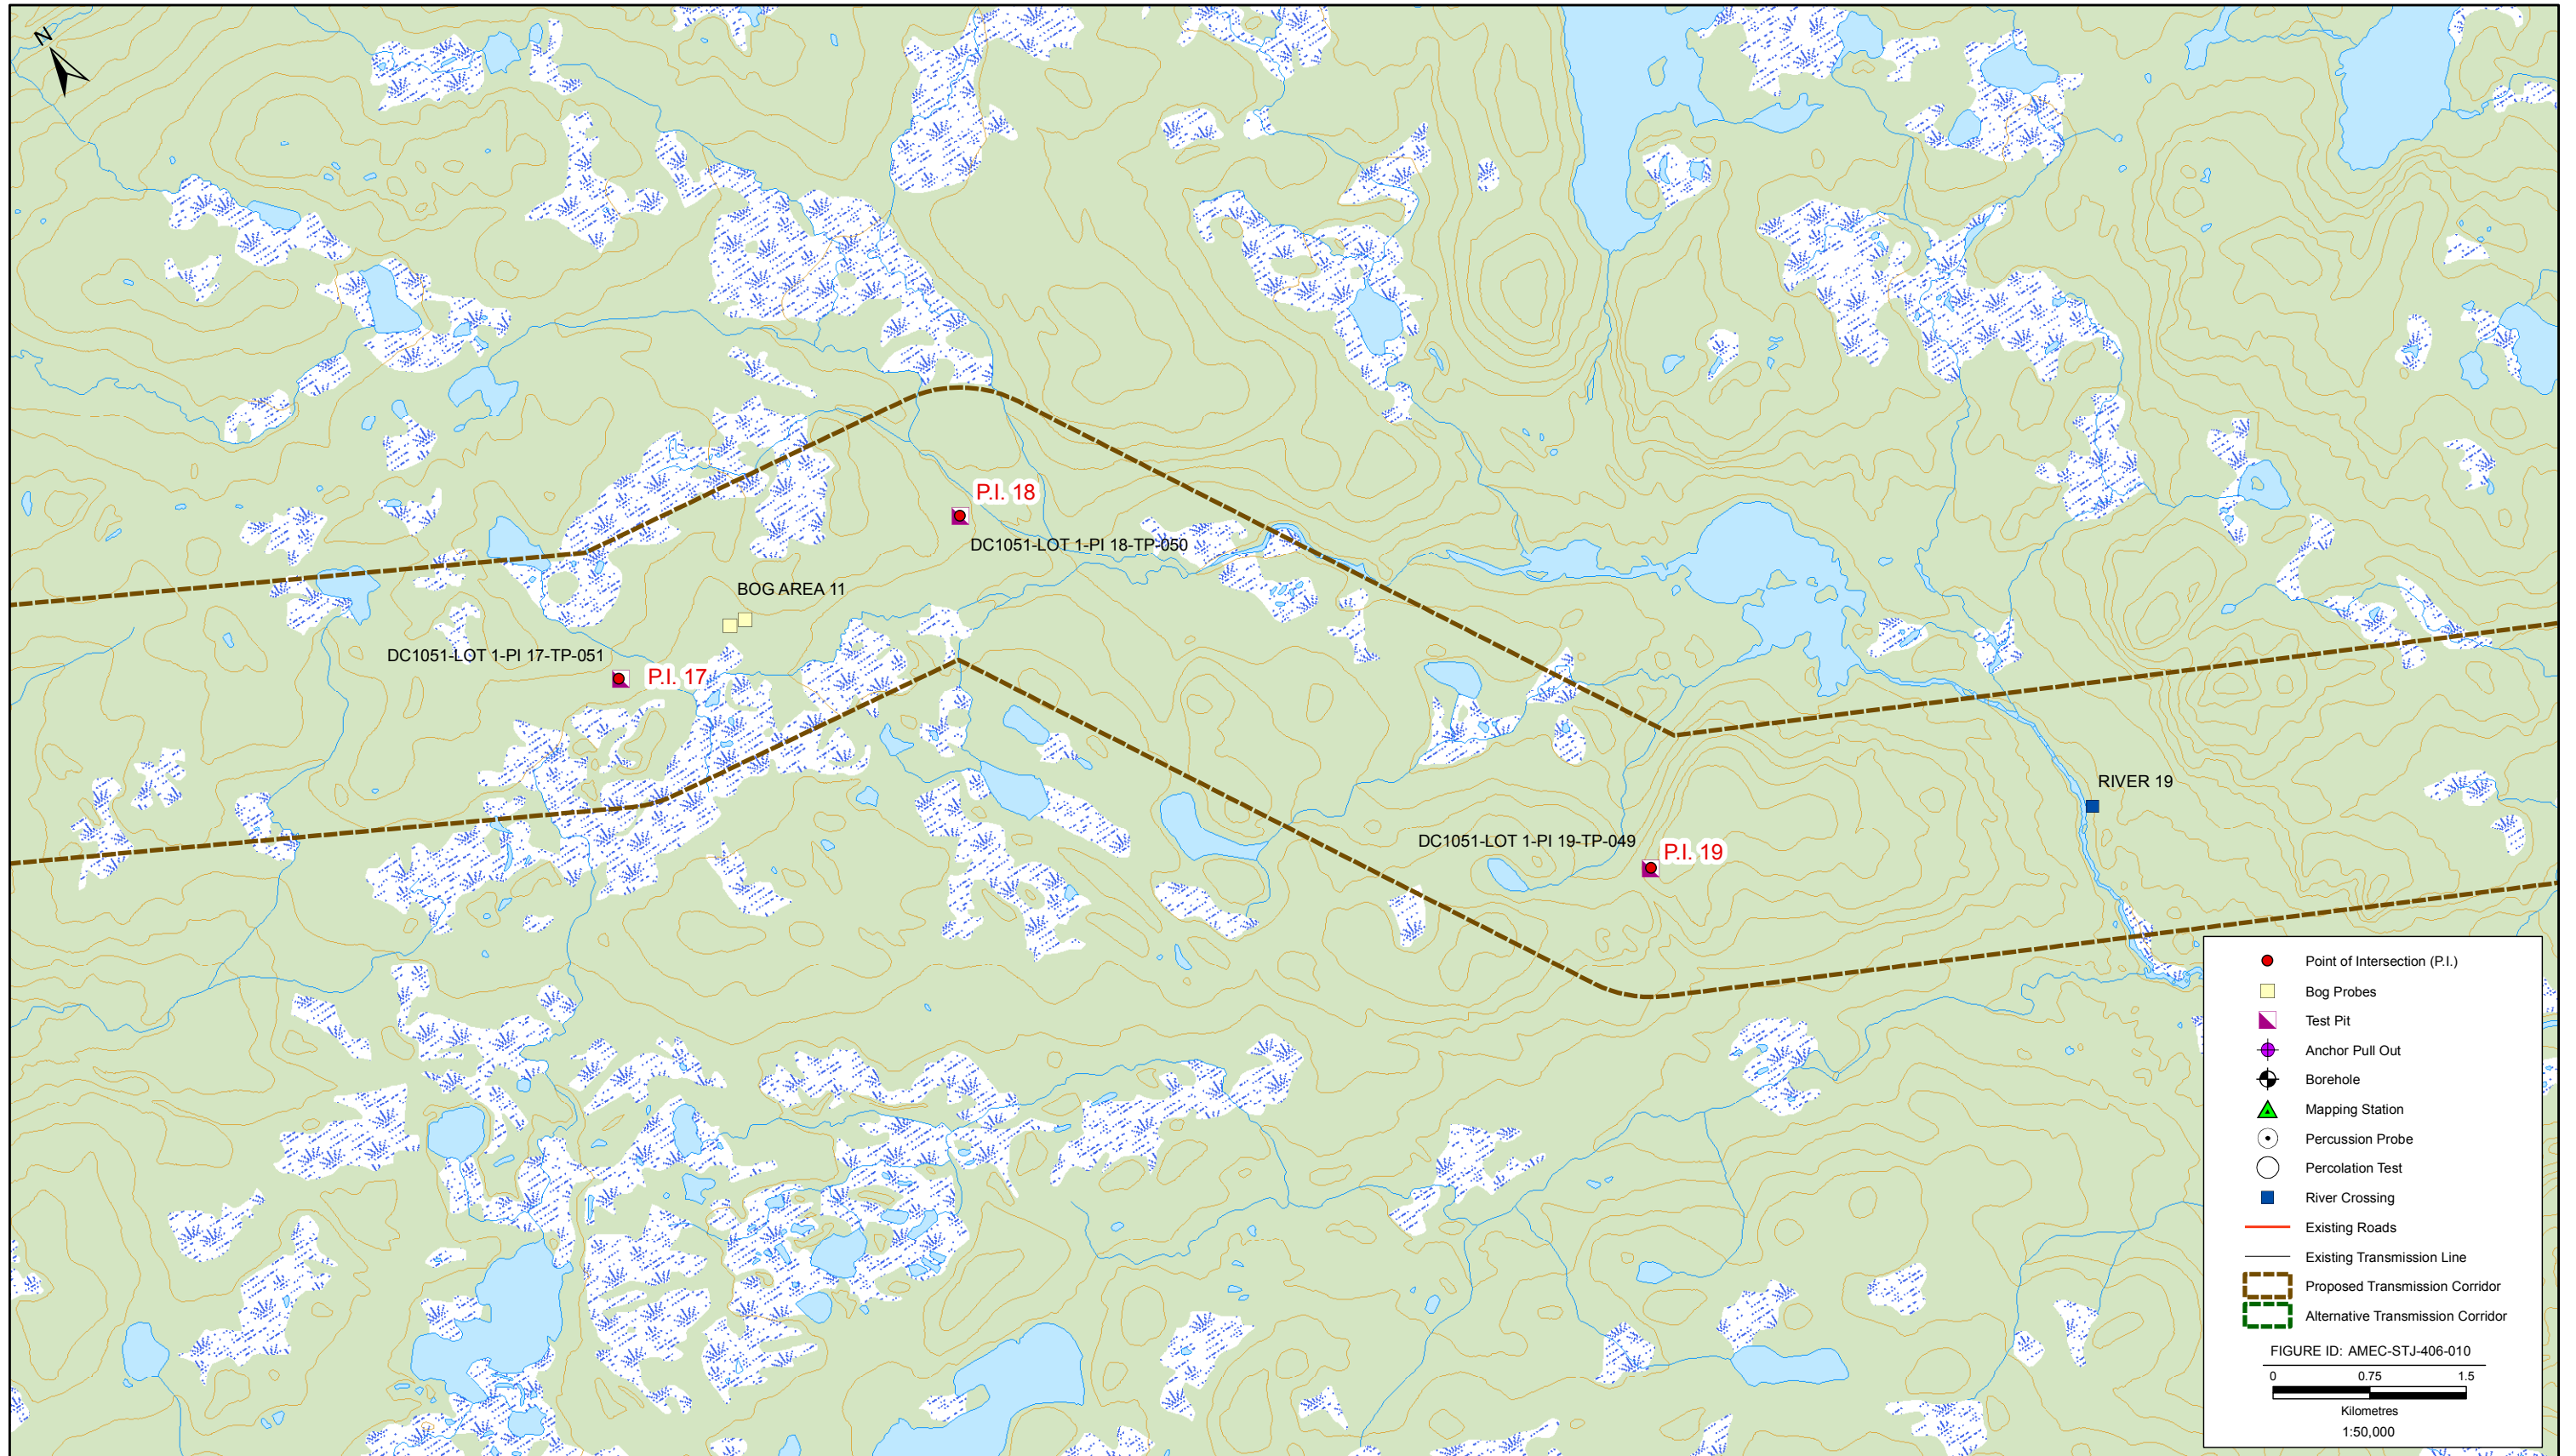 N
P.I. 18
DC1051-LOT 1-PI 18-TP-050
BOG AREA 11
DC1051-LOT 1-PI 17-TP-051
P.I. 17
RIVER 19
DC1051-LOT 1-PI 19-TP-049
P.I. 19
Point of Intersection (P.I.)
Bog Probes
Test Pit
Anchor Pull Out
Borehole
Mapping Station
Percussion Probe
Percolation Test
River Crossing
Existing Roads
Existing Transmission Line
Proposed Transmission Corridor
Alternative Transmission Corridor
FIGURE ID: AMEC-STJ-406-010
0 0.75 1.5
Kilometres
1:50,000